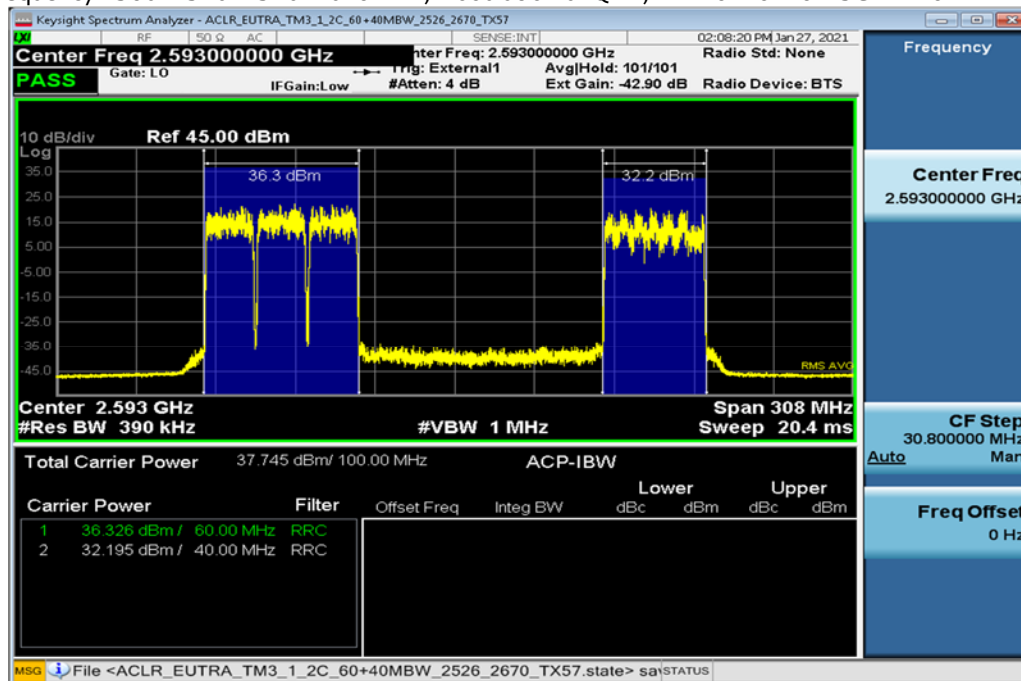 Keysight Spectrum Analyzer - ACLR_EUTRA_TM3_1_2C_60+40MBW_2526_2670_TX57
LXI RF 50 Ω AC SENSE:INT 02:08:20 PM Jan 27, 2021
Center Freq 2.593000000 GHz
nter Freq: 2.593000000 GHz Radio Std: None
PASS Gate: LO Trig: External1 Avg|Hold: 101/101
IFGain:Low #Atten: 4 dB Ext Gain: -42.90 dB Radio Device: BTS
10 dB/div Ref 45.00 dBm
Log
35.0
25.0
15.0
5.00
-5.00
-15.0
-25.0
-35.0
-45.0
36.3 dBm
32.2 dBm
RMS AVG
Center 2.593 GHz Span 308 MHz
#Res BW 390 kHz #VBW 1 MHz Sweep 20.4 ms
Total Carrier Power 37.745 dBm/ 100.00 MHz ACP-IBW
Lower Upper
Carrier Power Filter Offset Freq Integ BW dBc dBm dBc dBm
1 36.326 dBm / 60.00 MHz RRC
2 32.195 dBm / 40.00 MHz RRC
MSG File <ACLR_EUTRA_TM3_1_2C_60+40MBW_2526_2670_TX57.state> sav STATUS
Frequency
Center Freq
2.593000000 GHz
CF Step
30.800000 MHz
Auto Man
Freq Offset
0 Hz